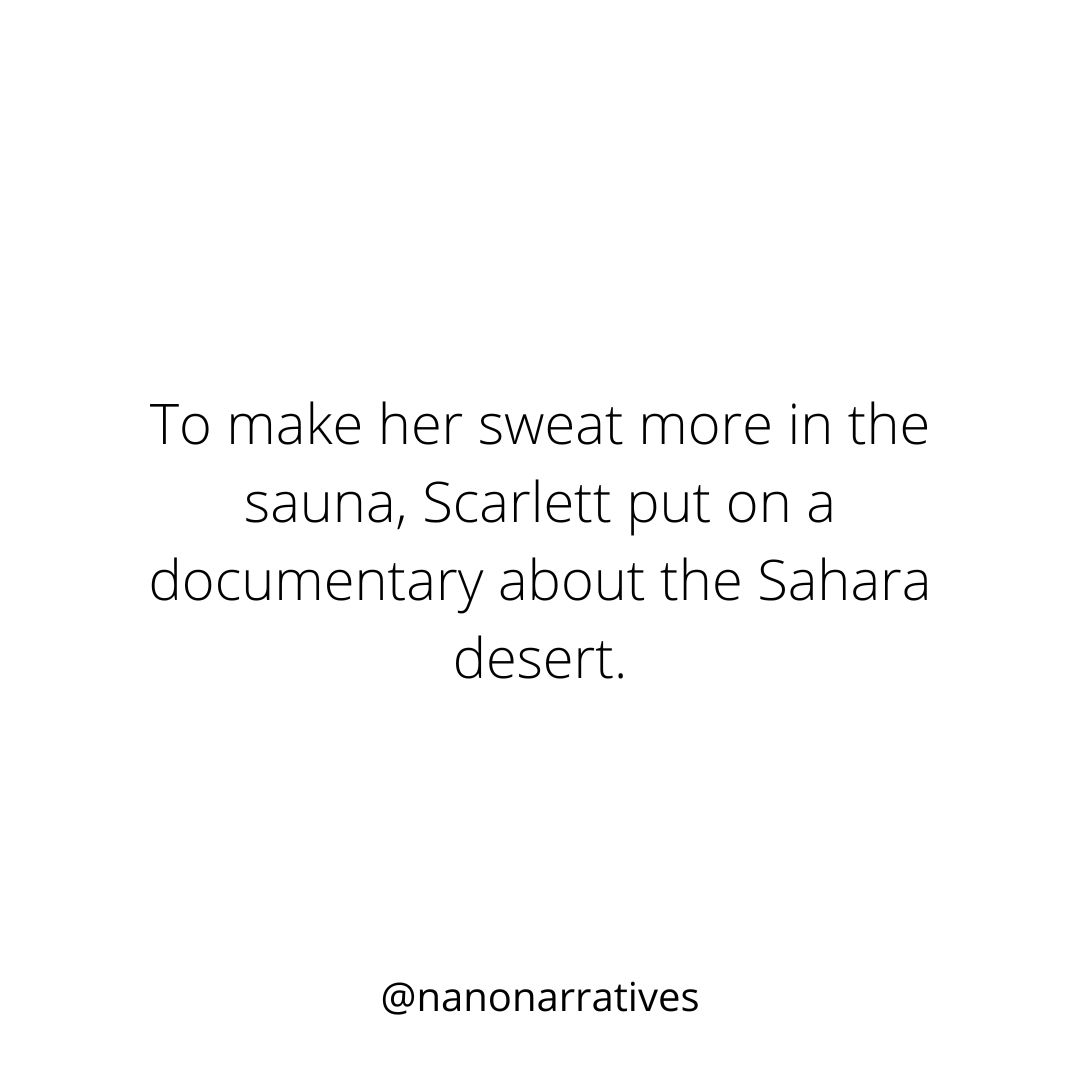 To make her sweat more in the
sauna, Scarlett put on a
documentary about the Sahara
desert.
@nanonarratives